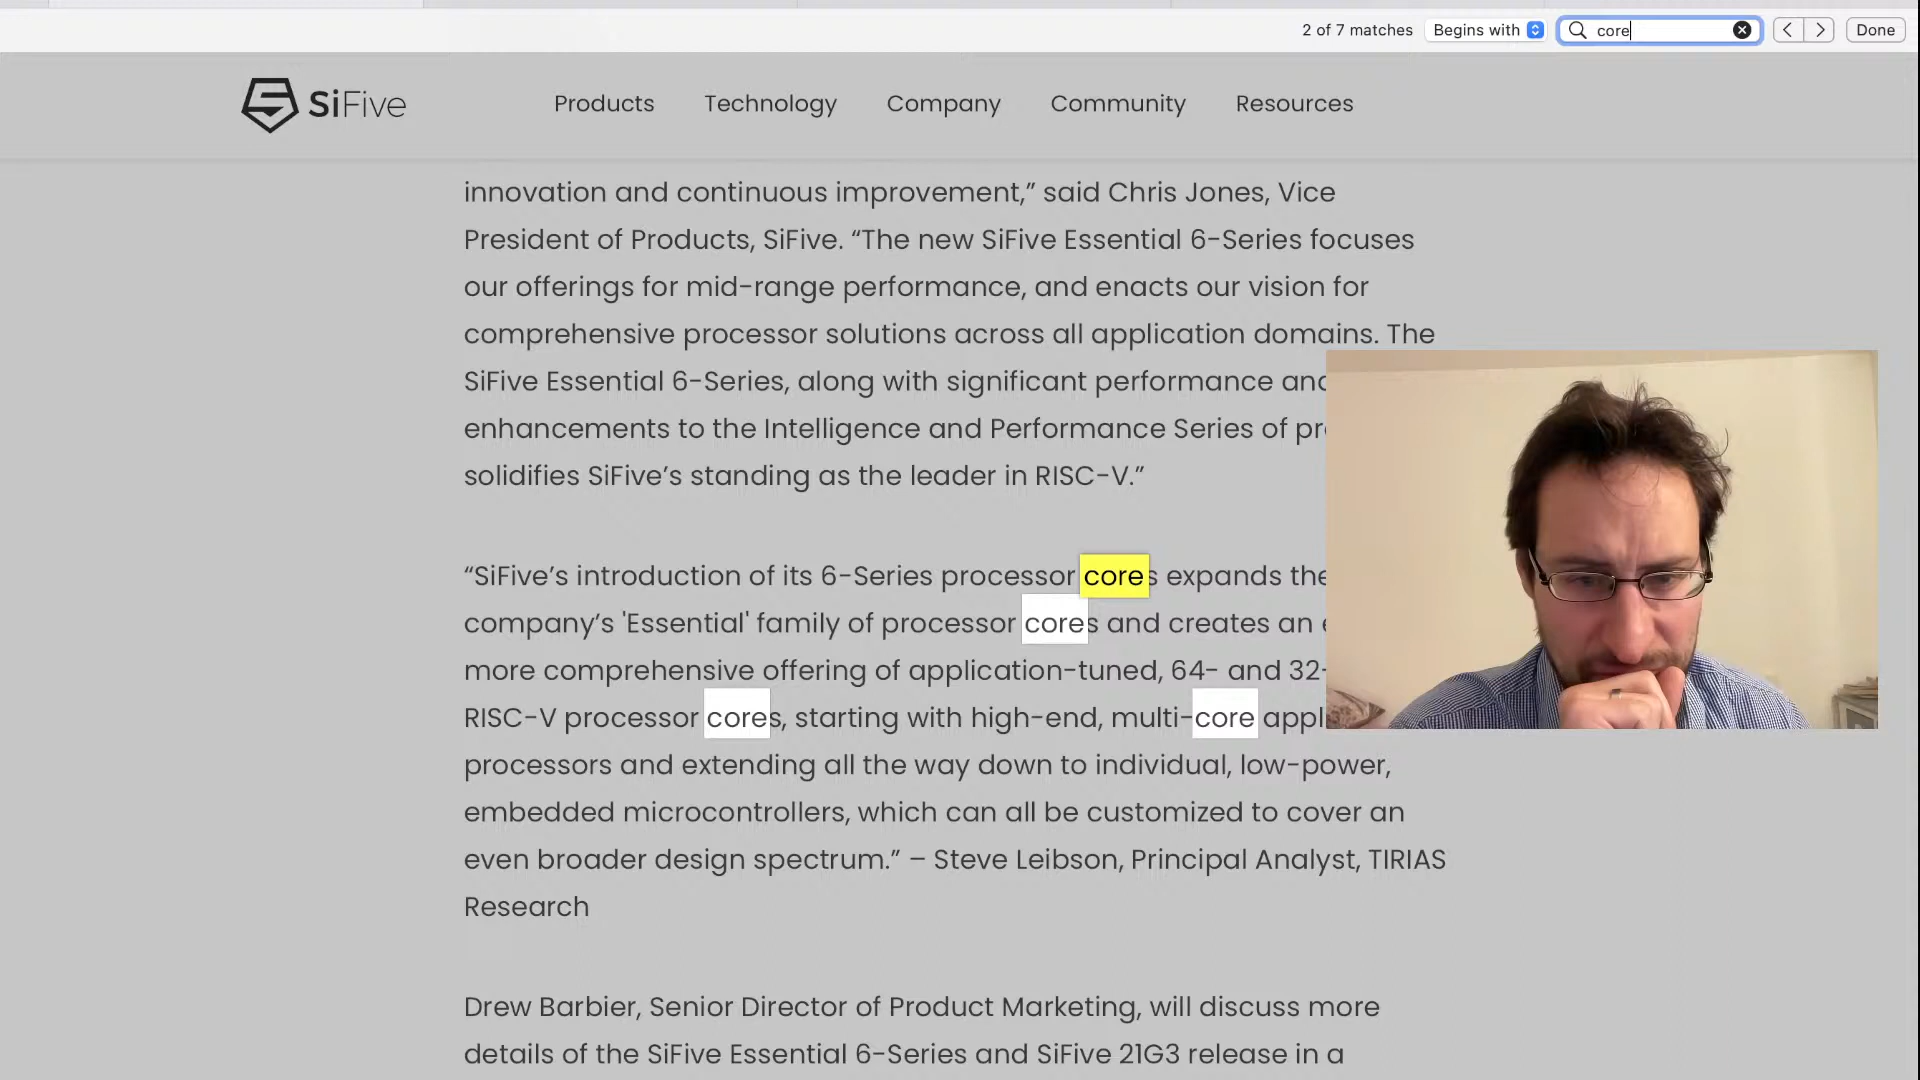 2 of 7 matches Begins with core Done
SiFive Products Technology Company Community Resources
innovation and continuous improvement,” said Chris Jones, Vice
President of Products, SiFive. “The new SiFive Essential 6-Series focuses
our offerings for mid-range performance, and enacts our vision for
comprehensive processor solutions across all application domains. The
SiFive Essential 6-Series, along with significant performance and
enhancements to the Intelligence and Performance Series of
solidifies SiFive’s standing as the leader in RISC-V.”
“SiFive’s introduction of its 6-Series processor cores expands the
company’s 'Essential' family of processor cores and creates an
more comprehensive offering of application-tuned, 64- and 32-
RISC-V processor cores, starting with high-end, multi-core
processors and extending all the way down to individual, low-power,
embedded microcontrollers, which can all be customized to cover an
even broader design spectrum.” – Steve Leibson, Principal Analyst, TIRIAS
Research
Drew Barbier, Senior Director of Product Marketing, will discuss more
details of the SiFive Essential 6-Series and SiFive 21G3 release in a